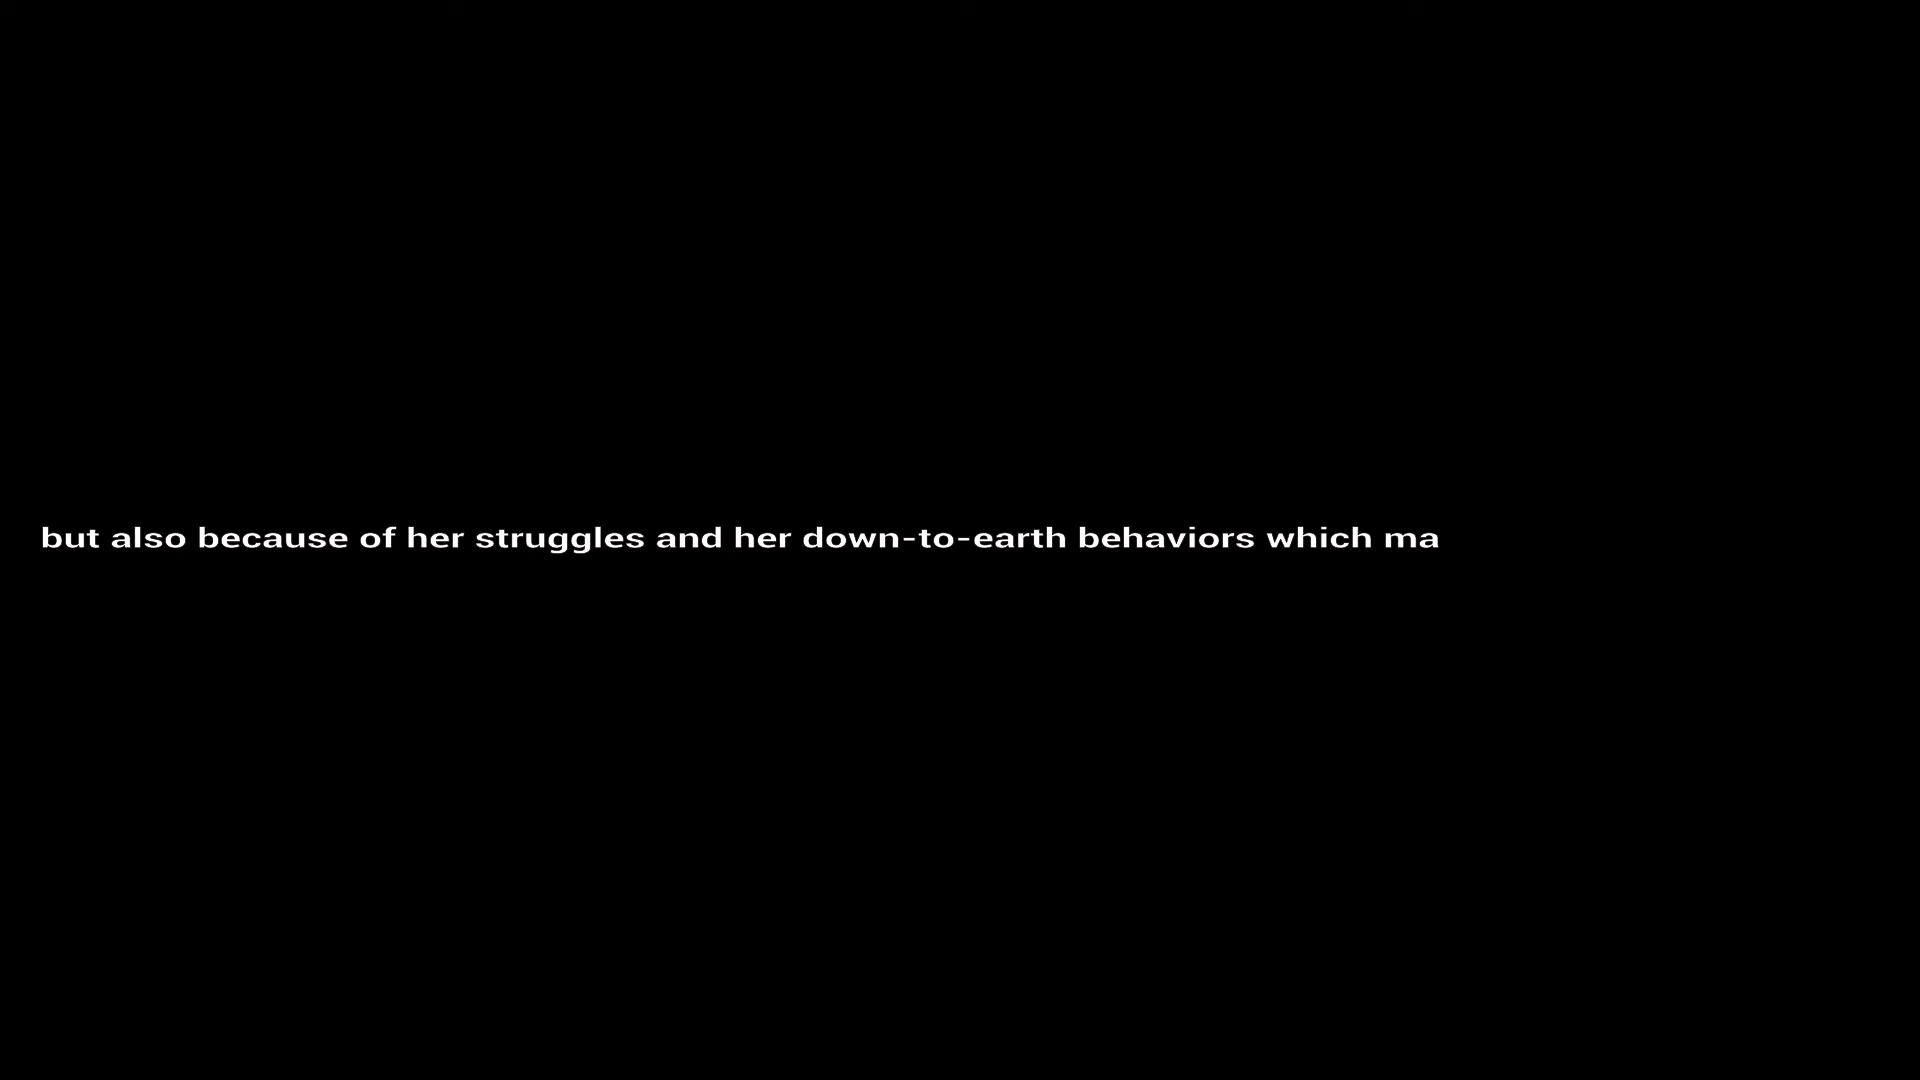 but also because of her struggles and her down-to-earth behaviors which ma